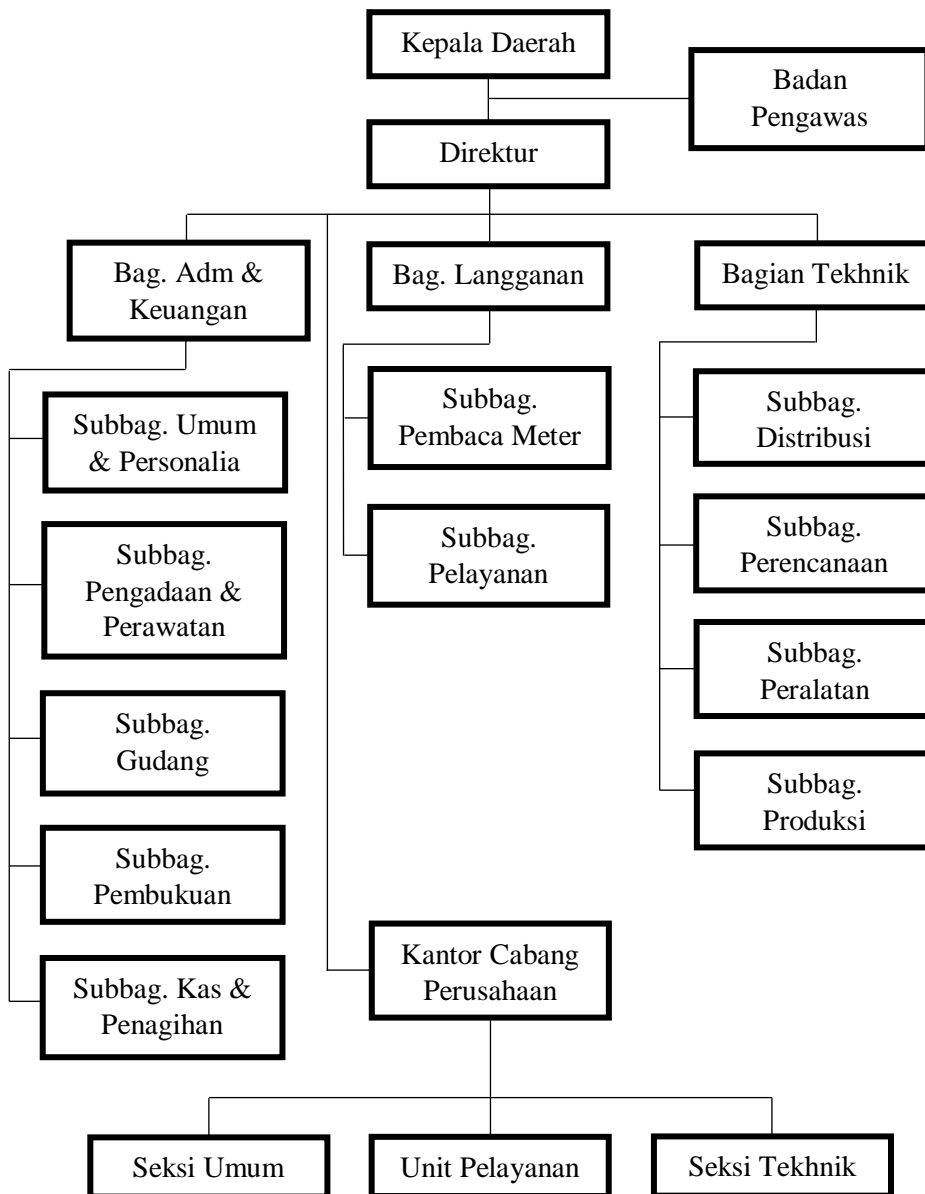 Kepala Daerah
Badan
Pengawas
Direktur
Bag. Adm &
Keuangan
Bag. Langganan
Bagian Tekhnik
Subbag. Umum
& Personalia
Subbag.
Pengadaan &
Perawatan
Subbag.
Gudang
Subbag.
Pembukuan
Subbag. Kas &
Penagihan
Subbag.
Pembaca Meter
Subbag.
Pelayanan
Subbag.
Distribusi
Subbag.
Perencanaan
Subbag.
Peralatan
Subbag.
Produksi
Kantor Cabang
Perusahaan
Seksi Umum
Unit Pelayanan
Seksi Tekhnik